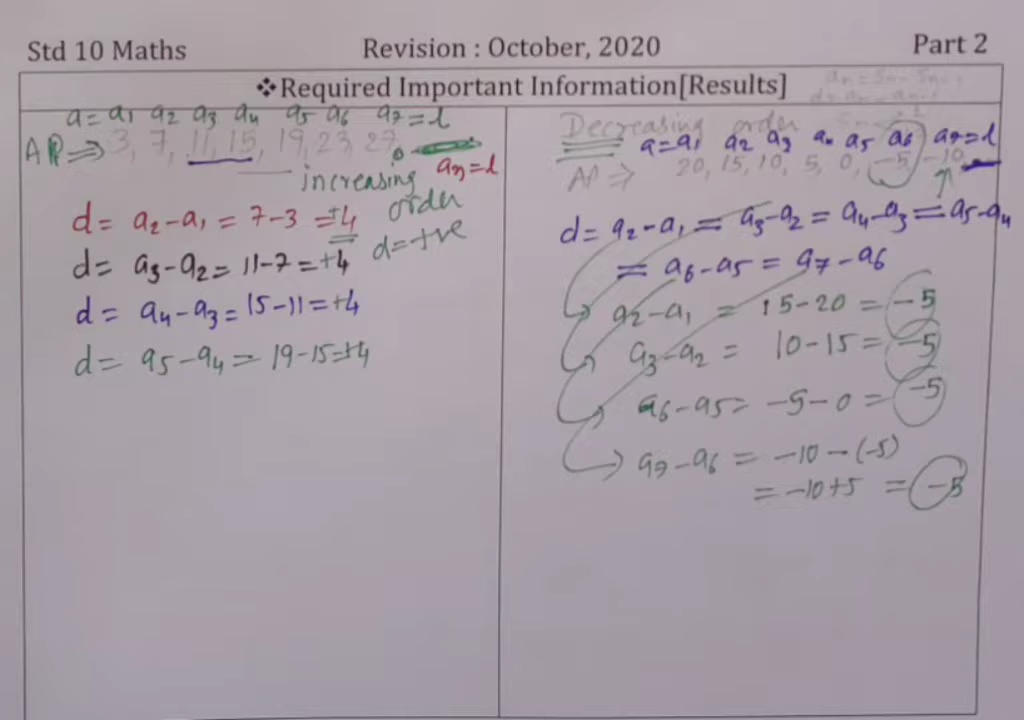 Std 10 Maths Revision : October, 2020 Part 2
❖Required Important Information[Results]
a = a1 a2 a3 a4 a5 a6 a7 = l
AP ⇒ 3, 7, 11, 15, 19, 23, 27
an = l
increasing order
d = +ve
d = a2 - a1 = 7 - 3 = +4
d = a3 - a2 = 11 - 7 = +4
d = a4 - a3 = 15 - 11 = +4
d = a5 - a4 = 19 - 15 = +4
Decreasing order
a = a1 a2 a3 a4 a5 a6 a7 = l
AP ⇒ 20, 15, 10, 5, 0, -5, -10
d = a2 - a1 = a3 - a2 = a4 - a3 = a5 - a4
= a6 - a5 = a7 - a6
a2 - a1 = 15 - 20 = -5
a3 - a2 = 10 - 15 = -5
a6 - a5 = -5 - 0 = -5
a7 - a6 = -10 - (-5)
= -10 + 5 = -5